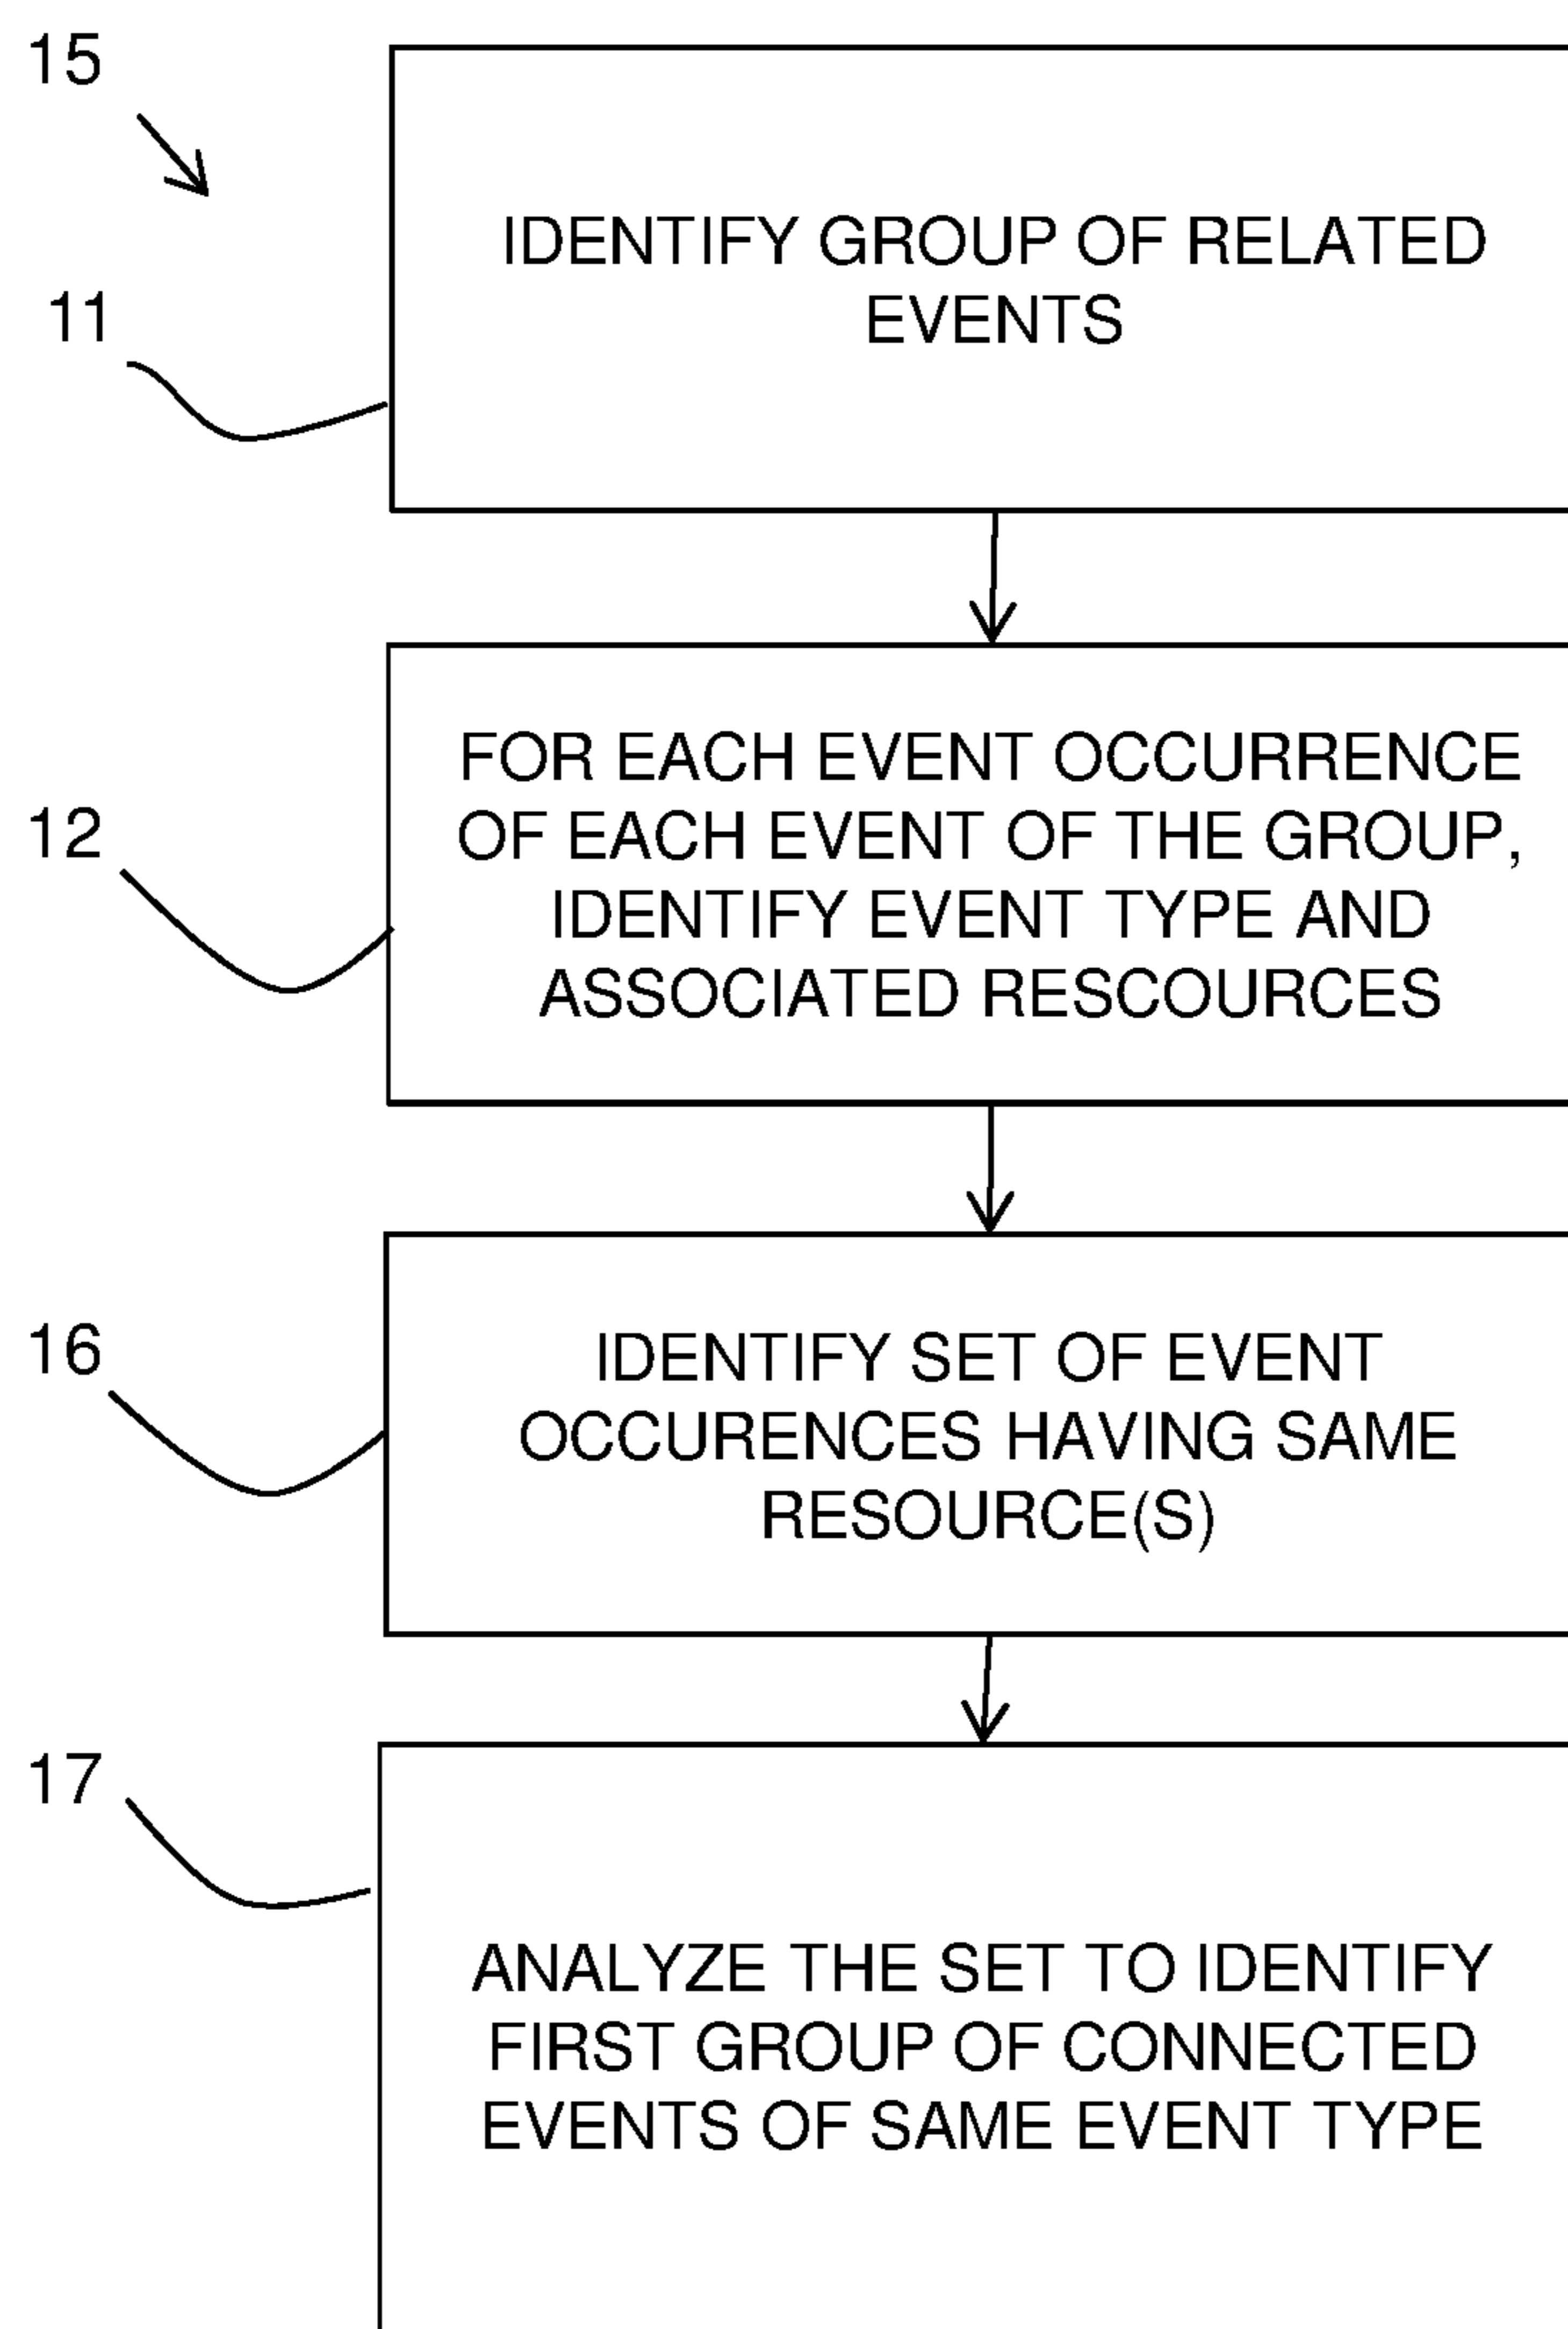 15
IDENTIFY GROUP OF RELATED
EVENTS
11
FOR EACH EVENT OCCURRENCE
OF EACH EVENT OF THE GROUP,
IDENTIFY EVENT TYPE AND
ASSOCIATED RESCOURCES
12
IDENTIFY SET OF EVENT
OCCURENCES HAVING SAME
RESOURCE(S)
16
ANALYZE THE SET TO IDENTIFY
FIRST GROUP OF CONNECTED
EVENTS OF SAME EVENT TYPE
17